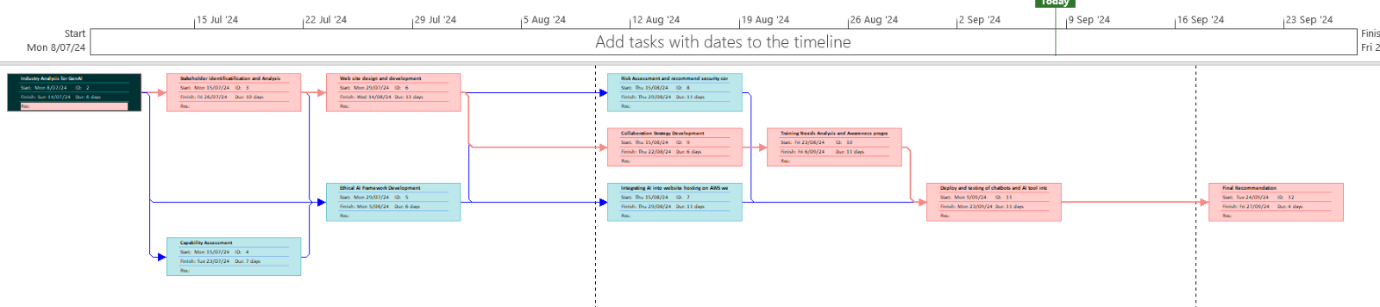 Today
15 Jul '24
22 Jul '24
29 Jul '24
5 Aug '24
12 Aug '24
19 Aug '24
26 Aug '24
2 Sep '24
9 Sep '24
16 Sep '24
23 Sep '24
Start
Mon 8/07/24
Add tasks with dates to the timeline
Finis
Fri 2
Industry Analysis for GenAI
Start: Mon 8/07/24 ID: 2
Finish: Sun 14/07/24 Dur: 6 days
Res:
Stakeholder identification and Analysis
Start: Mon 15/07/24 ID: 3
Finish: Fri 26/07/24 Dur: 10 days
Res:
Web site design and development
Start: Mon 29/07/24 ID: 6
Finish: Wed 14/08/24 Dur: 13 days
Res:
Risk Assessment and recommend security cor
Start: Thu 15/08/24 ID: 8
Finish: Thu 29/08/24 Dur: 11 days
Res:
Collaboration Strategy Development
Start: Thu 15/08/24 ID: 9
Finish: Thu 22/08/24 Dur: 6 days
Res:
Training Needs Analysis and Awareness progra
Start: Fri 23/08/24 ID: 10
Finish: Fri 6/09/24 Dur: 11 days
Res:
Ethical AI Framework Development
Start: Mon 29/07/24 ID: 5
Finish: Mon 5/08/24 Dur: 6 days
Res:
Integrating AI into website hosting on AWS we
Start: Thu 15/08/24 ID: 7
Finish: Thu 29/08/24 Dur: 11 days
Res:
Deploy and testing of chatbots and AI tool inte
Start: Mon 9/09/24 ID: 11
Finish: Mon 23/09/24 Dur: 11 days
Res:
Final Recommendation
Start: Tue 24/09/24 ID: 12
Finish: Fri 27/09/24 Dur: 4 days
Res:
Capability Assessment
Start: Mon 15/07/24 ID: 4
Finish: Tue 23/07/24 Dur: 7 days
Res: